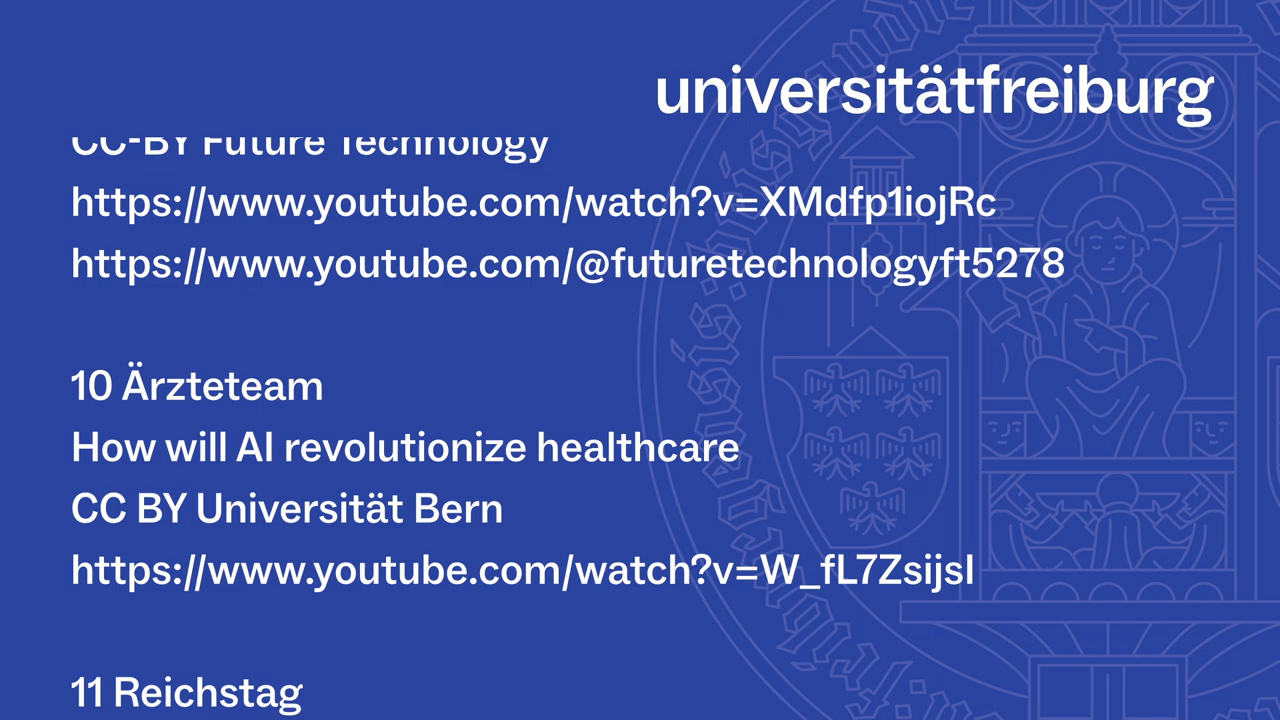 universitätfreiburg
CC-BY Future Technology
https://www.youtube.com/watch?v=XMdfp1iojRc
https://www.youtube.com/@futuretechnologyft5278
10 Ärzteteam
How will AI revolutionize healthcare
CC BY Universität Bern
https://www.youtube.com/watch?v=W_fL7ZsijsI
11 Reichstag